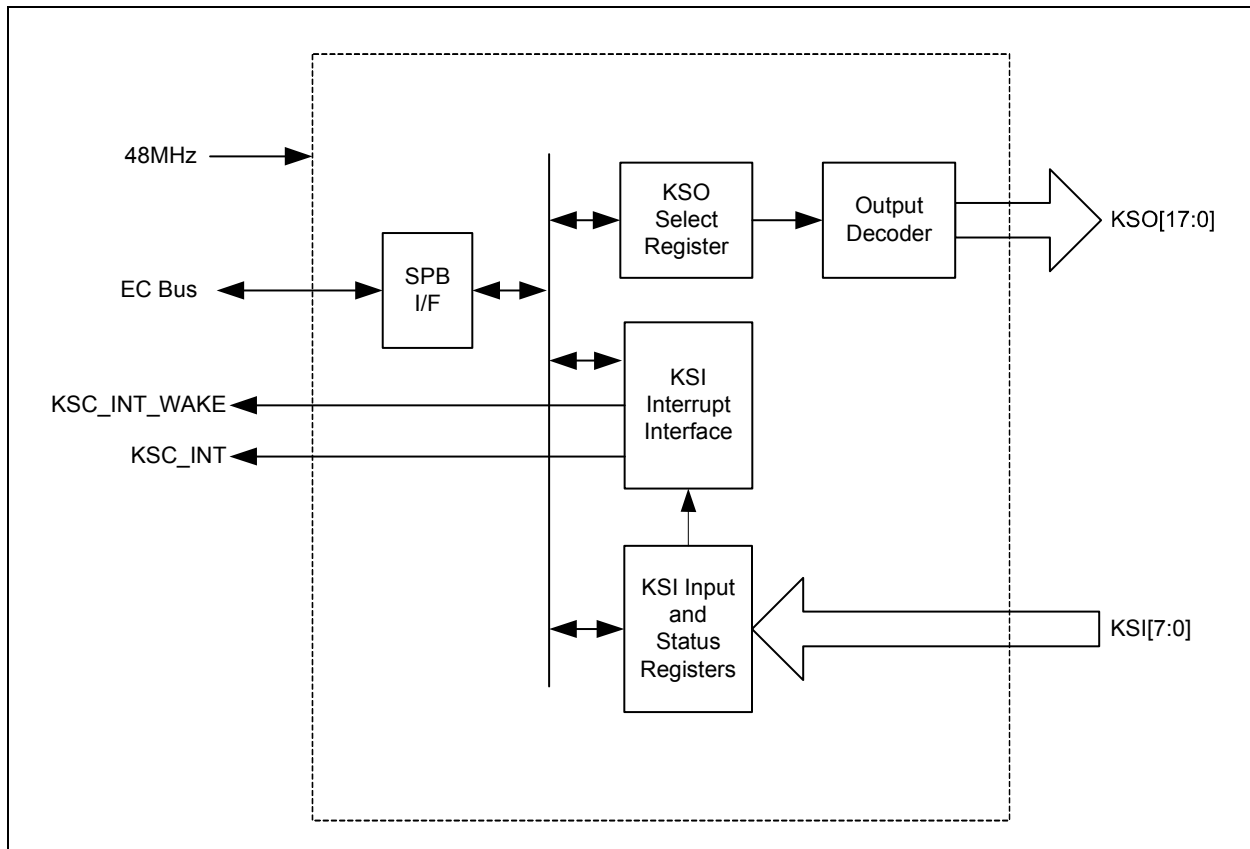 48MHz
EC Bus
KSC_INT_WAKE
KSC_INT
SPB
I/F
KSO
Select
Register
Output
Decoder
KSO[17:0]
KSI
Interrupt
Interface
KSI Input
and
Status
Registers
KSI[7:0]